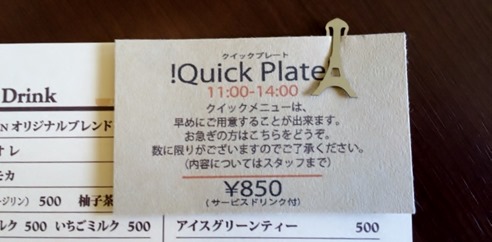 クイックプレート
!Quick Plate
11:00-14:00
クイックメニューは、
早めにご用意することが出来ます。
お急ぎの方はこちらをどうぞ。
数に限りがございますのでご了承ください。
(内容についてはスタッフまで)
¥850
(サービスドリンク付)
Drink
N オリジナルブレンド
オレ
モカ
ージリン) 500 柚子茶
ルク 500 いちごミルク 500
アイスグリーンティー 500